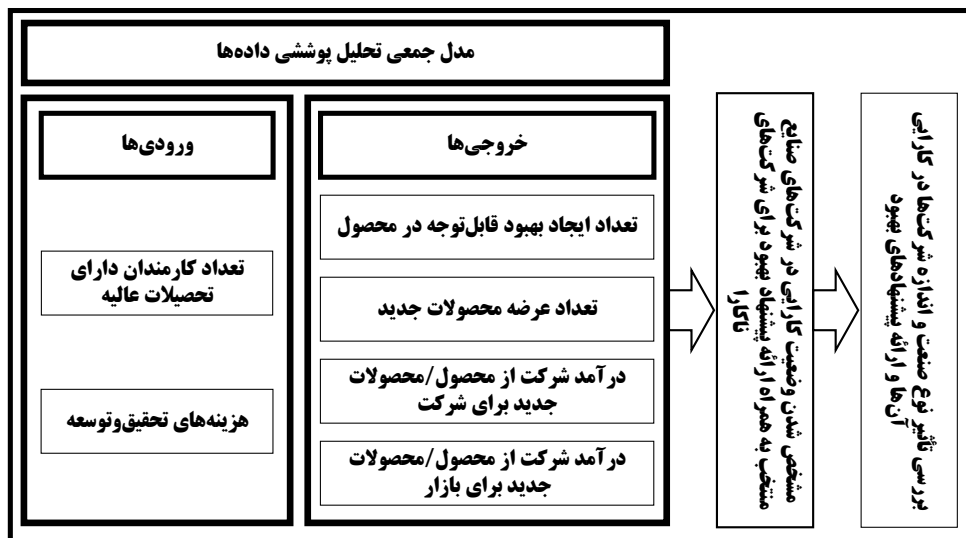 مدل جمعی تحلیل پوششی داده‌ها
ورودی‌ها
تعداد کارمندان دارای
تحصیلات عالیه
هزینه‌های تحقیق‌وتوسعه
خروجی‌ها
تعداد ایجاد بهبود قابل‌توجه در محصول
تعداد عرضه محصولات جدید
درآمد شرکت از محصول/محصولات
جدید برای شرکت
درآمد شرکت از محصول/محصولات
جدید برای بازار
مشخص شدن وضعیت کارایی در شرکت‌های صنایع
منتخب به همراه ارائه پیشنهاد بهبود برای شرکت‌های
ناکارا
بررسی تأثیر نوع صنعت و اندازه شرکت‌ها در کارایی
آن‌ها و ارائه پیشنهادهای بهبود